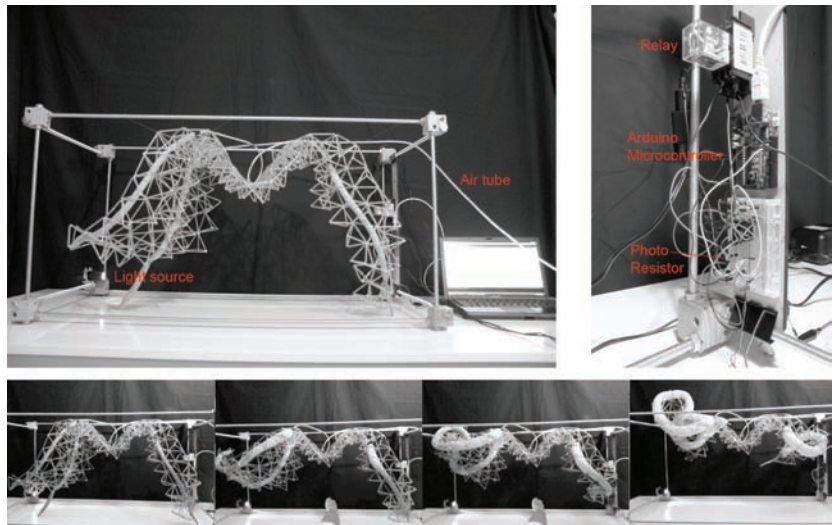 Relay
Arduino
Microcontroller
Air tube
Photo
Resistor
Light source